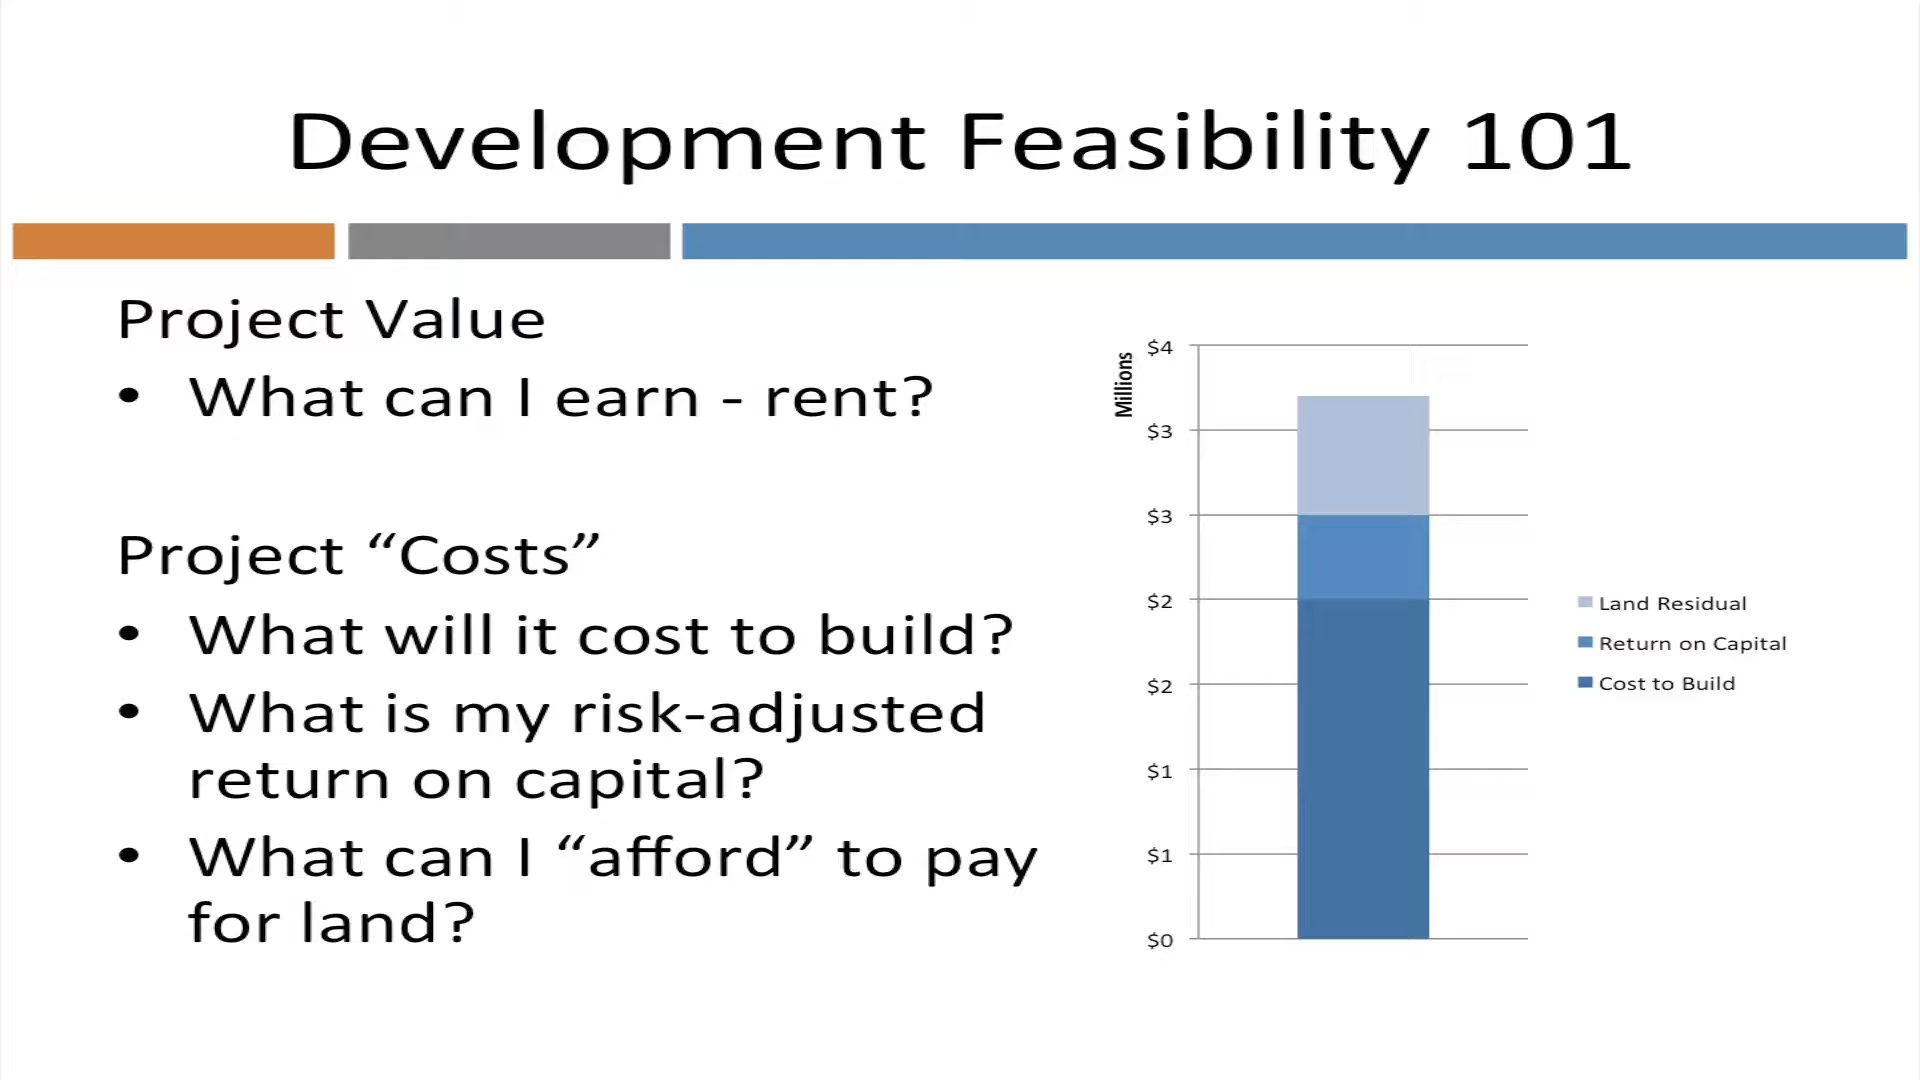 Development Feasibility 101
Project Value
• What can I earn - rent?
Project “Costs”
• What will it cost to build?
• What is my risk-adjusted
return on capital?
• What can I “afford” to pay
for land?
Millions
$4
$3
$3
$2
$2
$1
$1
$0
Land Residual
Return on Capital
Cost to Build